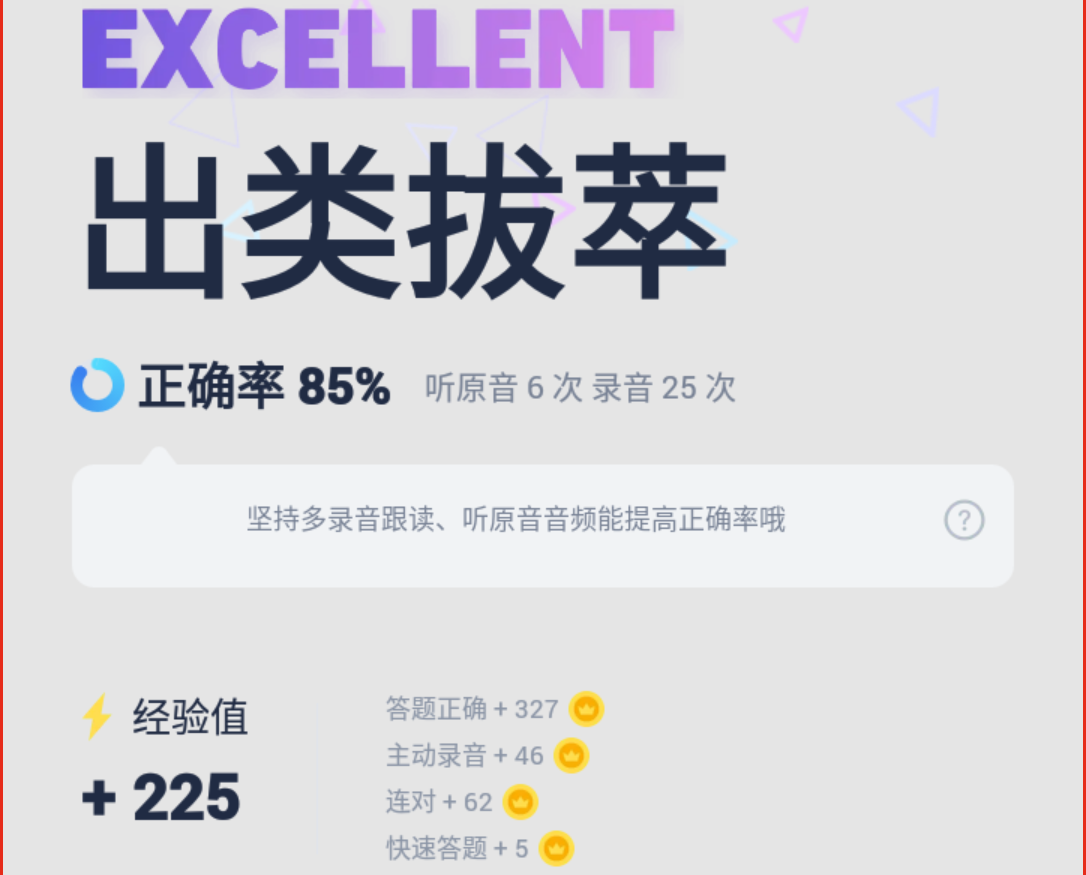 EXCELLENT
出类拔萃
正确率 85% 听原音 6 次 录音 25 次
坚持多录音跟读、听原音音频能提高正确率哦 ?
经验值
+ 225
答题正确 + 327
主动录音 + 46
连对 + 62
快速答题 + 5